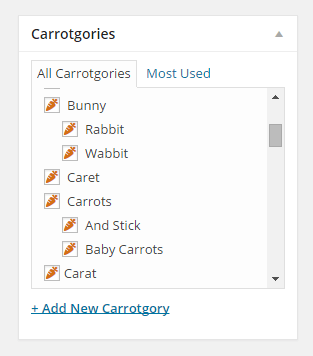 Carrotgories
All Carrotgories Most Used
Bunny
Rabbit
Wabbit
Caret
Carrots
And Stick
Baby Carrots
Carat
+ Add New Carrotgory